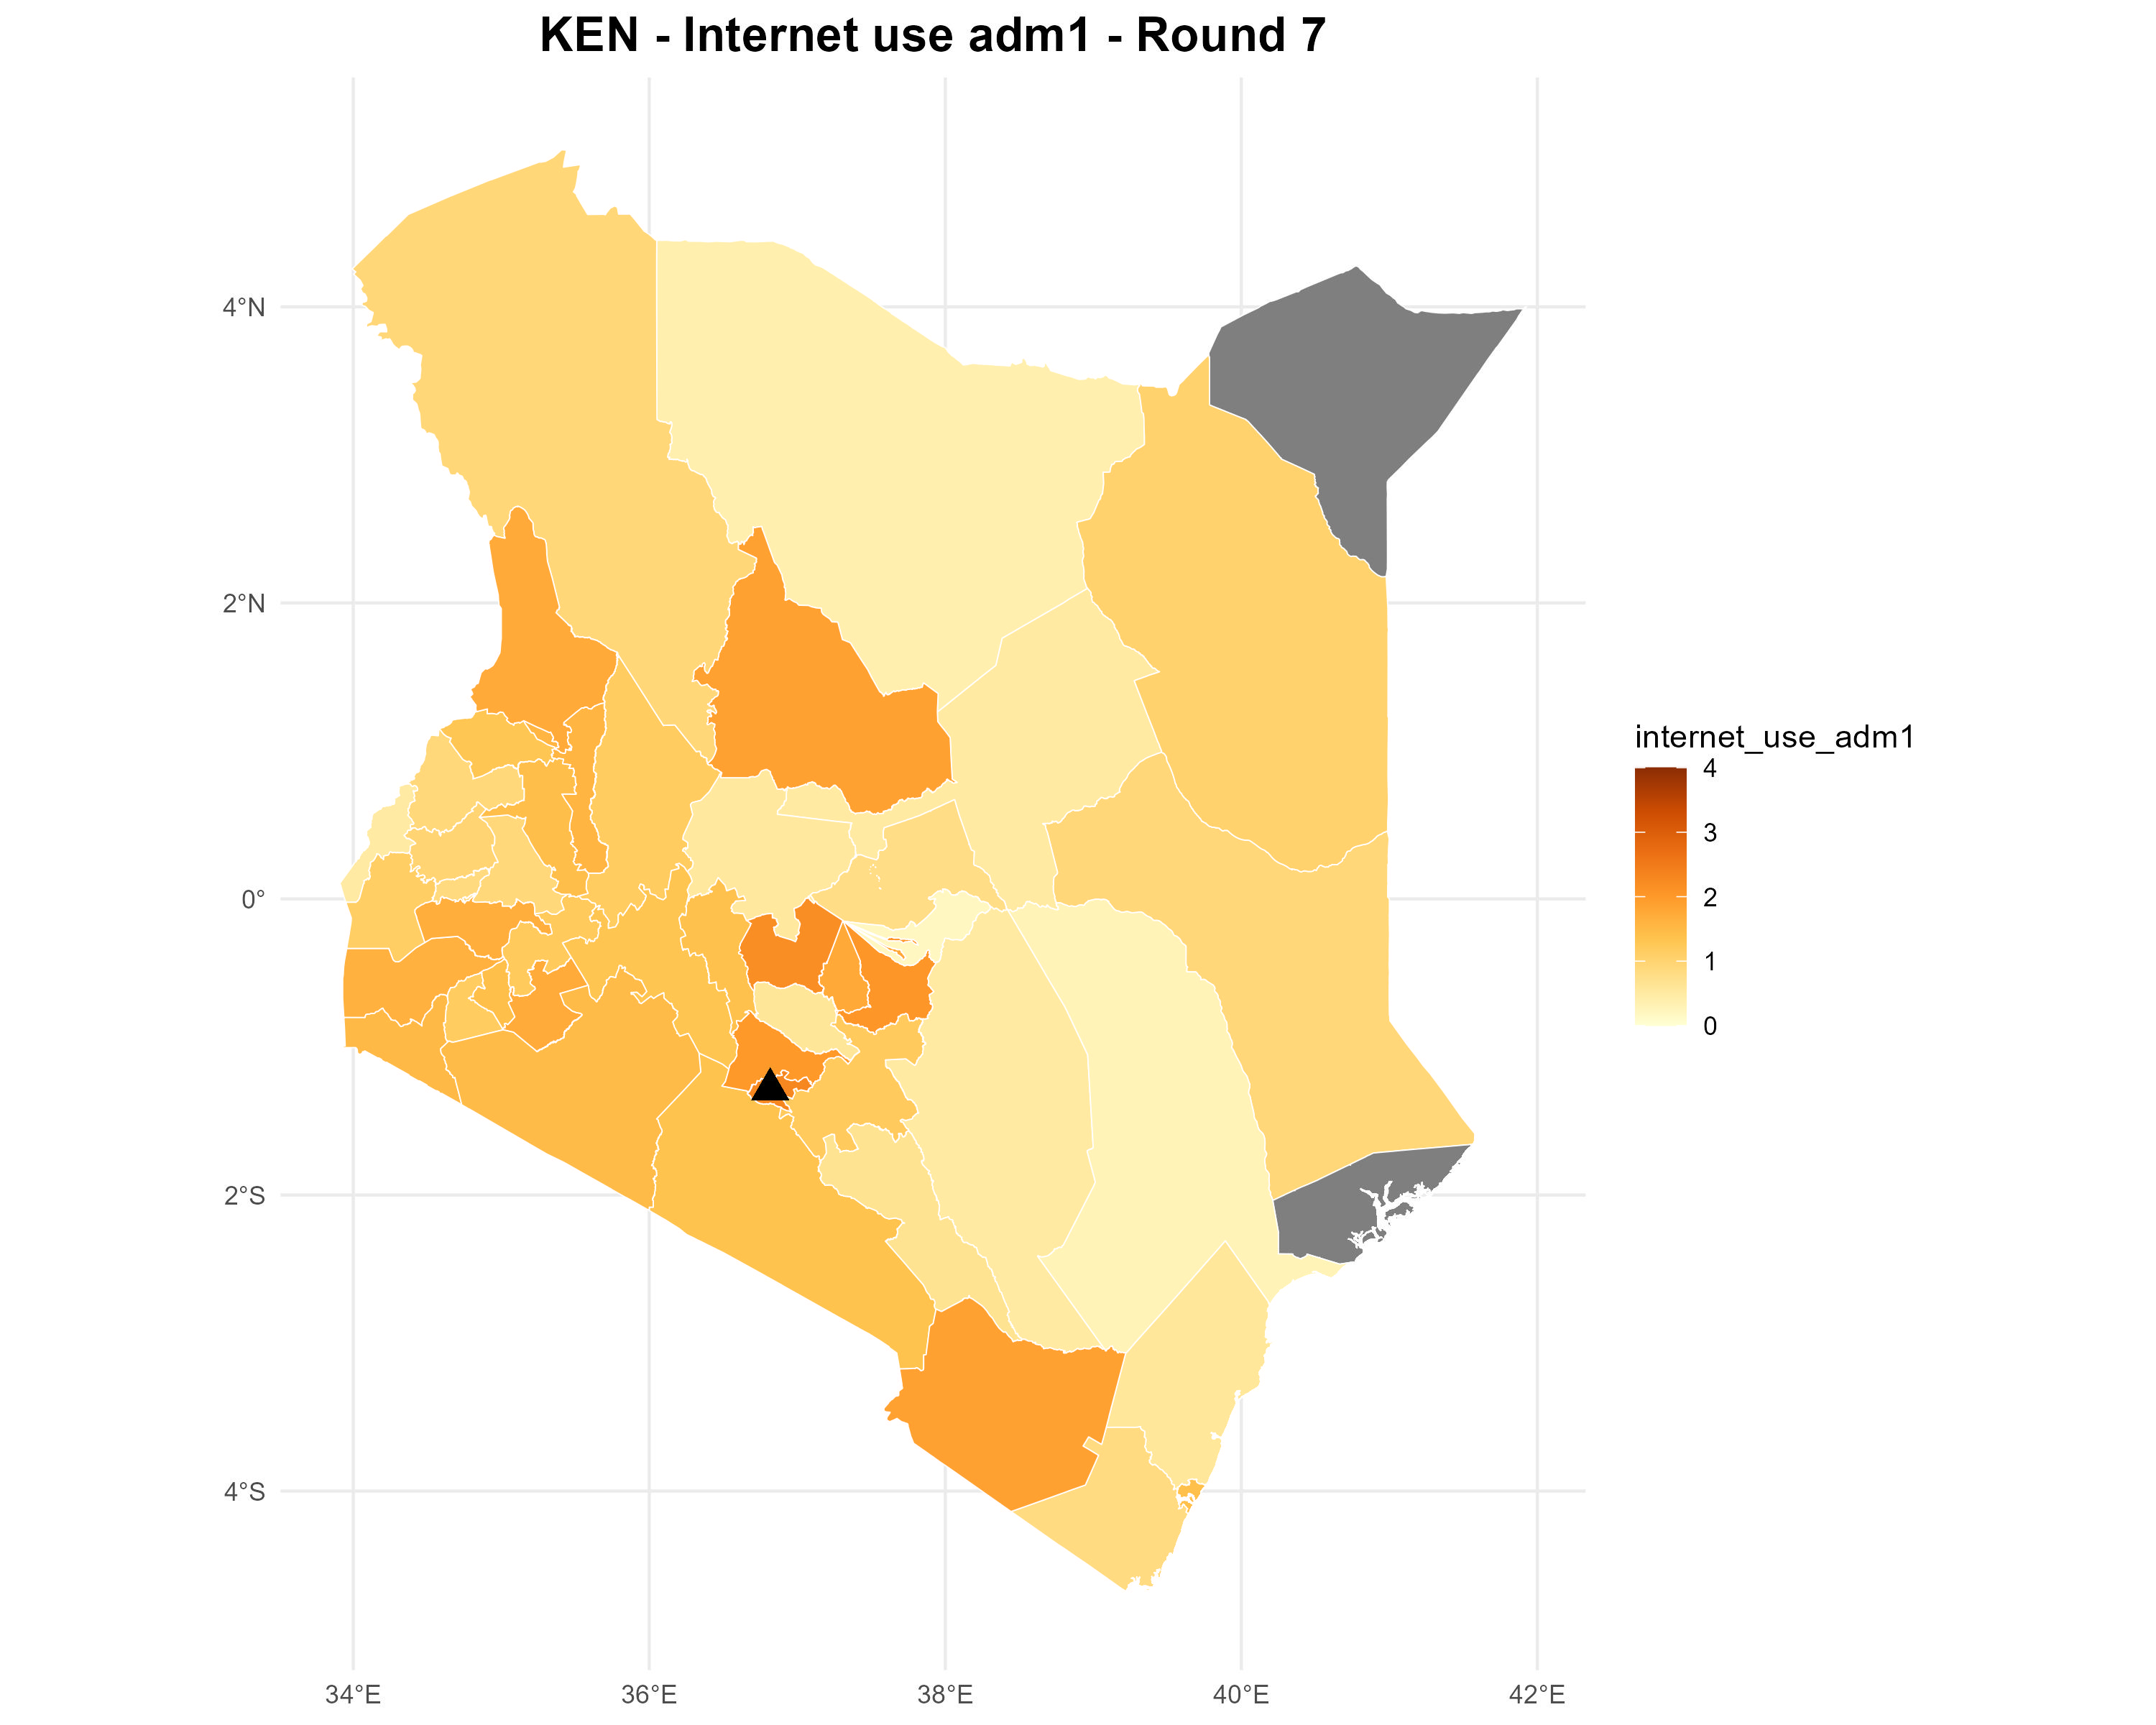 KEN - Internet use adm1 - Round 7
4°N
2°N
0°
2°S
4°S
34°E
36°E
38°E
40°E
42°E
internet_use_adm1
4
3
2
1
0